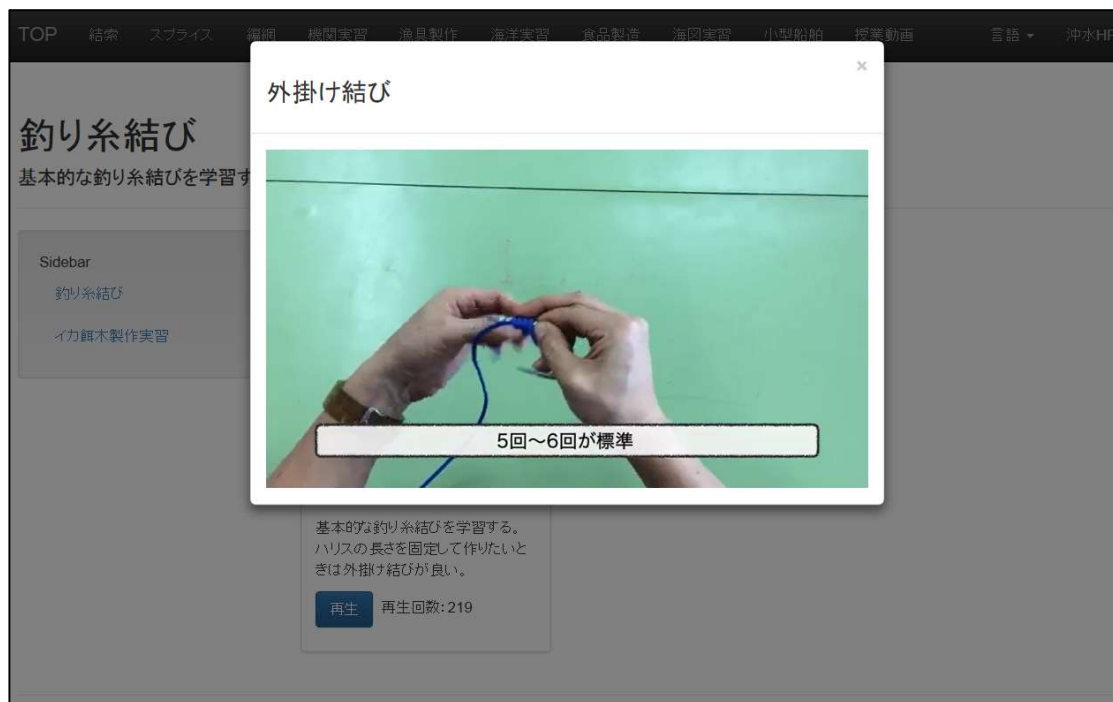 TOP 結索 スプライス 編網 機関実習 漁具製作 海洋実習 食品製造 海図実習 小型船舶 授業動画 言語 沖水HP
×
外掛け結び
釣り糸結び
基本的な釣り糸結びを学習す
Sidebar
釣り糸結び
イカ餌木製作実習
5回～6回が標準
基本的な釣り糸結びを学習する。
ハリスの長さを固定して作りたいと
きは外掛け結びが良い。
再生 再生回数: 219